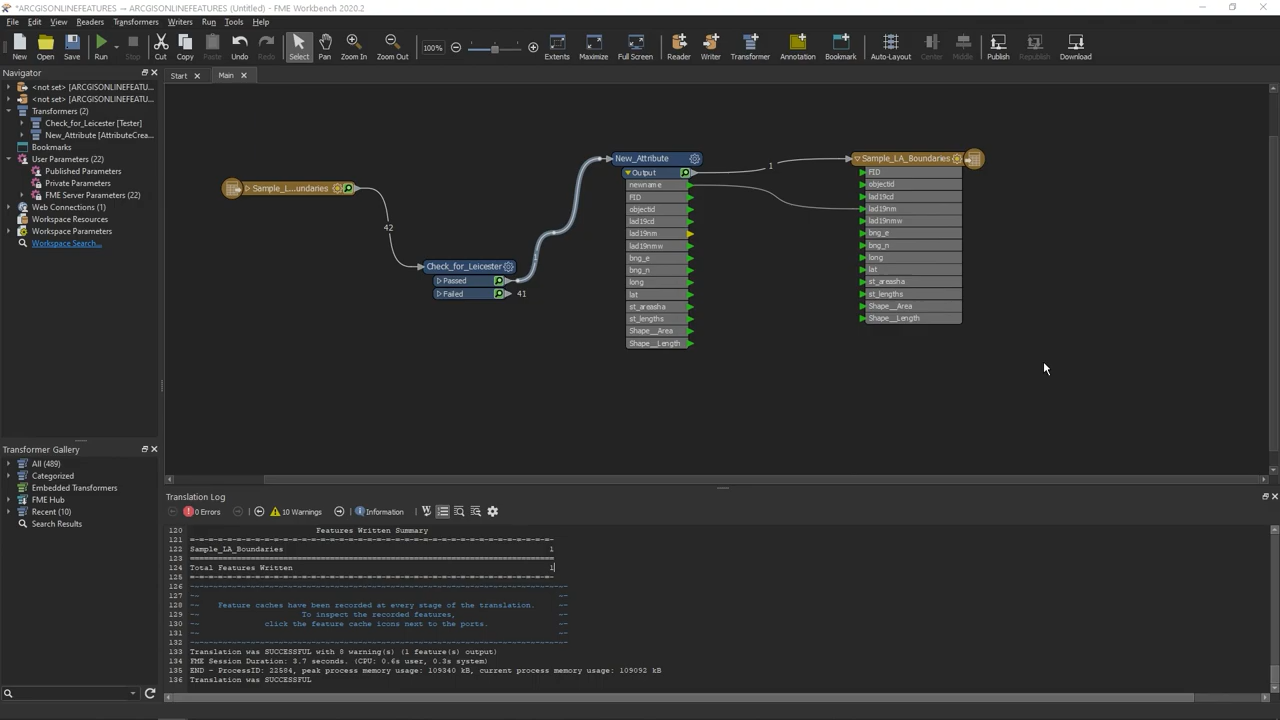 *ARCGISONLINEFEATURES → ARCGISONLINEFEATURES (Untitled) - FME Workbench 2020.2
File Edit View Readers Transformers Writers Run Tools Help
New Open Save Run Stop Cut Copy Paste Undo Redo 100% Select Pan Zoom In Zoom Out Extents Maximize Full Screen Reader Writer Transformer Annotation Bookmark Auto-Layout Center Middle Publish Republish Download
Navigator
<not set> [ARCGISONLINEFEATU...
<not set> [ARCGISONLINEFEATU...
Transformers (2)
Check_for_Leicester [Tester]
New_Attribute [AttributeCrea...
Bookmarks
User Parameters (22)
Published Parameters
Private Parameters
FME Server Parameters (22)
Web Connections (1)
Workspace Resources
Workspace Parameters
Workspace Search...
Transformer Gallery
All (489)
Categorized
Embedded Transformers
FME Hub
Recent (10)
Search Results
Start Main
Sample_L...undaries
42
Check_for_Leicester
Passed
Failed 41
1
New_Attribute
Output
newname
FID
objectid
lad19cd
lad19nm
lad19nmw
bng_e
bng_n
long
lat
st_areasha
st_lengths
Shape__Area
Shape__Length
1
Sample_LA_Boundaries
FID
objectid
lad19cd
lad19nm
lad19nmw
bng_e
bng_n
long
lat
st_areasha
st_lengths
Shape__Area
Shape__Length
Translation Log
0 Errors 10 Warnings Information
120 Features Written Summary
121 =-=-=-=-=-=-=-=-=-=-=-=-=-=-=-=-=-=-=-=-=-=-=-=-=-=-=-=-=-=-=-=-=-=-=-=-=-=-=
122 Sample_LA_Boundaries 1
123 ==============================================================================
124 Total Features Written 1
125 =-=-=-=-=-=-=-=-=-=-=-=-=-=-=-=-=-=-=-=-=-=-=-=-=-=-=-=-=-=-=-=-=-=-=-=-=-=-=
126 -~-~-~-~-~-~-~-~-~-~-~-~-~-~-~-~-~-~-~-~-~-~-~-~-~-~-~-~-~-~-~-~-~-~-~-~-~-~-~-~
127 -~ -~
128 -~ Feature caches have been recorded at every stage of the translation. -~
129 -~ To inspect the recorded features, -~
130 -~ click the feature cache icons next to the ports. -~
131 -~ -~
132 -~-~-~-~-~-~-~-~-~-~-~-~-~-~-~-~-~-~-~-~-~-~-~-~-~-~-~-~-~-~-~-~-~-~-~-~-~-~-~-~
133 Translation was SUCCESSFUL with 8 warning(s) (1 feature(s) output)
134 FME Session Duration: 3.7 seconds. (CPU: 0.6s user, 0.3s system)
135 END - ProcessID: 22584, peak process memory usage: 109340 kB, current process memory usage: 109092 kB
136 Translation was SUCCESSFUL